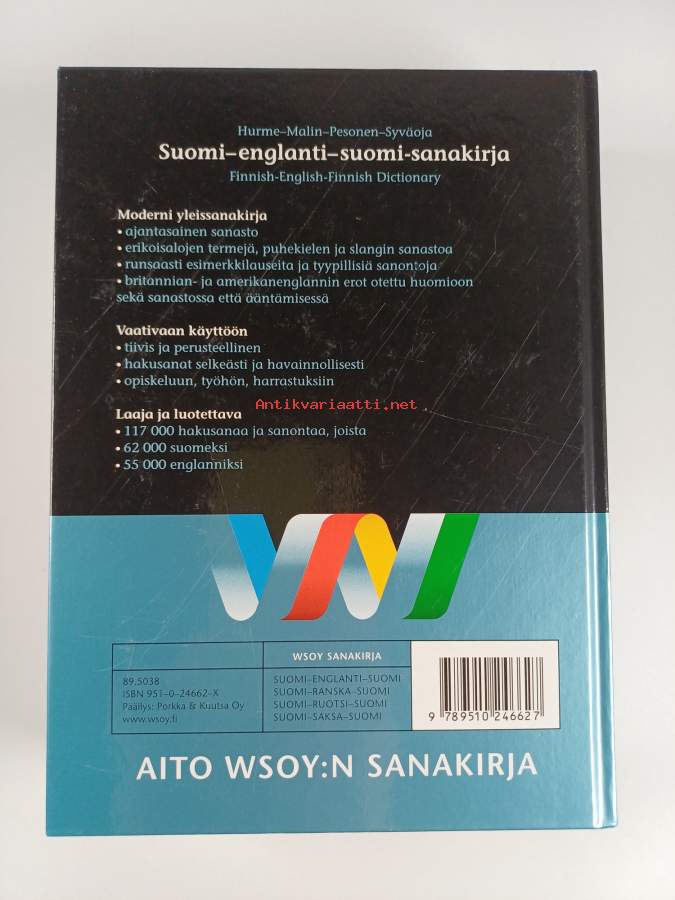 Hurme–Malin–Pesonen–Syväoja
Suomi–englanti–suomi-sanakirja
Finnish-English-Finnish Dictionary
Moderni yleissanakirja
• ajantasainen sanasto
• erikoisalojen termejä, puhekielen ja slangin sanastoa
• runsaasti esimerkkilauseita ja tyypillisiä sanontoja
• britannian- ja amerikanenglannin erot otettu huomioon
sekä sanastossa että ääntämisessä
Vaativaan käyttöön
• tiivis ja perusteellinen
• hakusanat selkeästi ja havainnollisesti
• opiskeluun, työhön, harrastuksiin
Antikvariaatti.net
Laaja ja luotettava
• 117 000 hakusanaa ja sanontaa, joista
• 62 000 suomeksi
• 55 000 englanniksi
WSOY SANAKIRJA
89.5038
ISBN 951–0–24662–X
Päällys: Porkka & Kuutsa Oy
www.wsoy.fi
SUOMI–ENGLANTI–SUOMI
SUOMI–RANSKA–SUOMI
SUOMI–RUOTSI–SUOMI
SUOMI–SAKSA–SUOMI
9 789510 246627
AITO WSOY:N SANAKIRJA